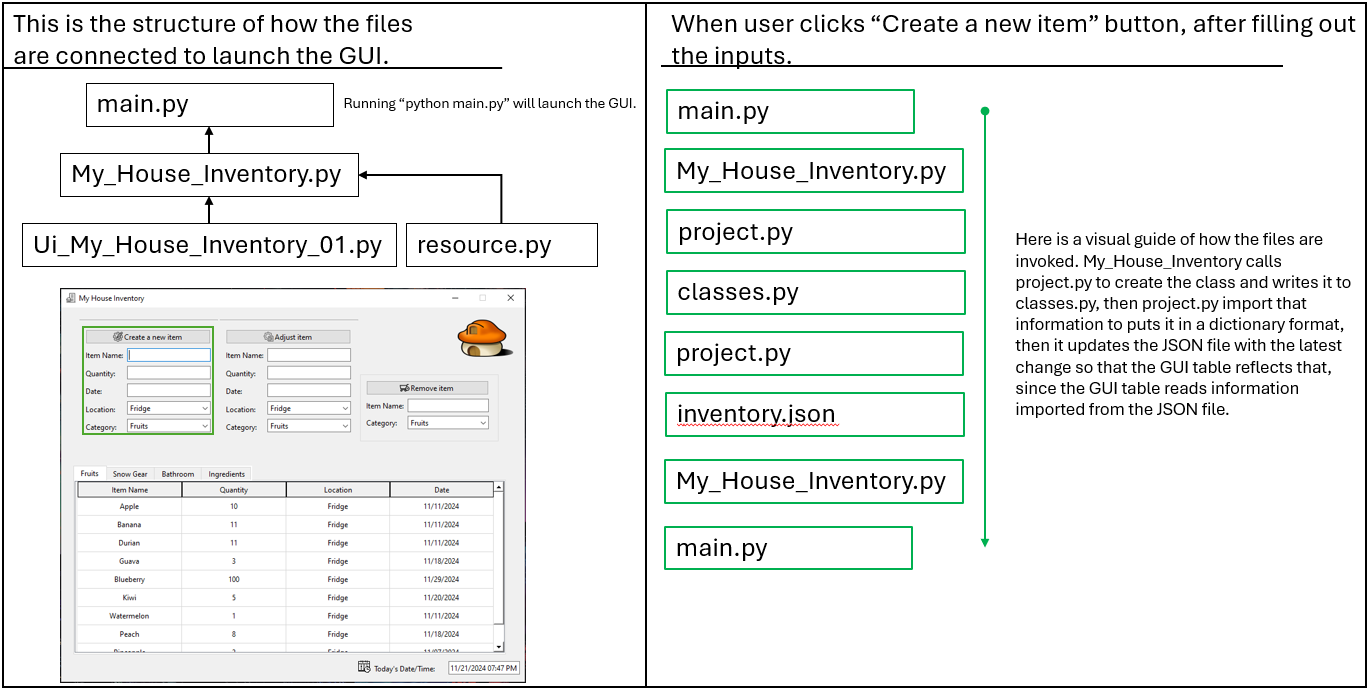 This is the structure of how the files
are connected to launch the GUI.
main.py
Running “python main.py” will launch the GUI.
My_House_Inventory.py
Ui_My_House_Inventory_01.py
resource.py
My House Inventory
Create a new item
Item Name:
Quantity:
Date:
Location: Fridge
Category: Fruits
Adjust item
Item Name:
Quantity:
Date:
Location: Fridge
Category: Fruits
Remove item
Item Name:
Category: Fruits
Fruits Snow Gear Bathroom Ingredients
Item Name Quantity Location Date
Apple 10 Fridge 11/11/2024
Banana 11 Fridge 11/11/2024
Durian 11 Fridge 11/11/2024
Guava 3 Fridge 11/18/2024
Blueberry 100 Fridge 11/29/2024
Kiwi 5 Fridge 11/20/2024
Watermelon 1 Fridge 11/11/2024
Peach 8 Fridge 11/18/2024
Today's Date/Time: 11/21/2024 07:47 PM
When user clicks “Create a new item” button, after filling out
the inputs.
main.py
My_House_Inventory.py
project.py
classes.py
project.py
inventory.json
My_House_Inventory.py
main.py
Here is a visual guide of how the files are
invoked. My_House_Inventory calls
project.py to create the class and writes it to
classes.py, then project.py import that
information to puts it in a dictionary format,
then it updates the JSON file with the latest
change so that the GUI table reflects that,
since the GUI table reads information
imported from the JSON file.